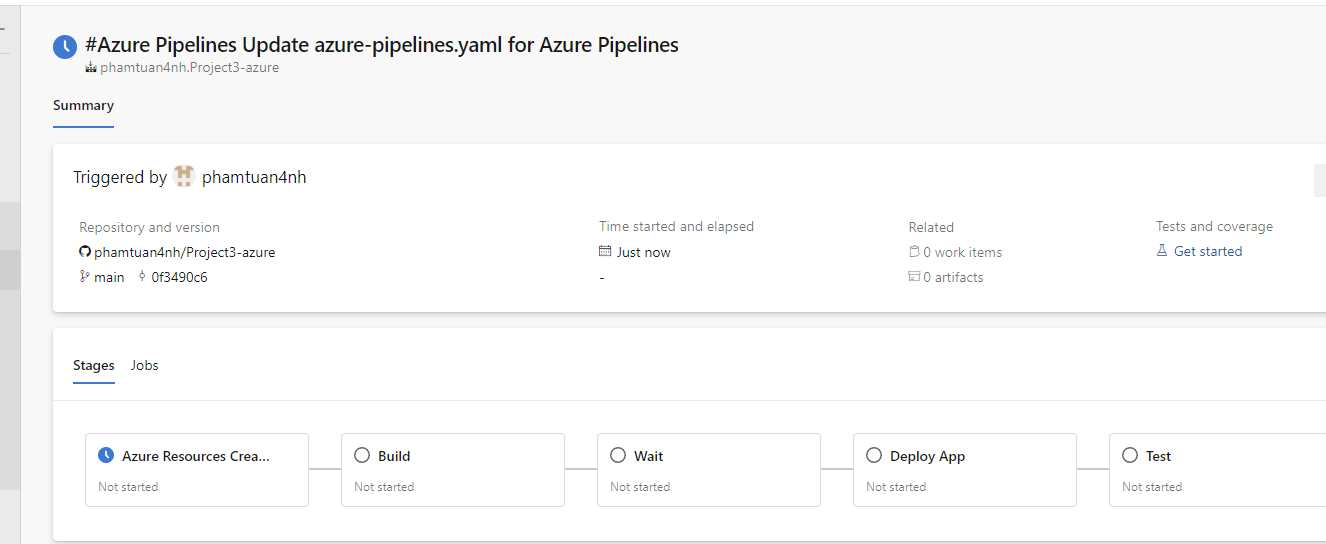 #Azure Pipelines Update azure-pipelines.yaml for Azure Pipelines
phamtuan4nh.Project3-azure
Summary
Triggered by phamtuan4nh
Repository and version
Time started and elapsed
Related
Tests and coverage
phamtuan4nh/Project3-azure
Just now
0 work items
Get started
main 0f3490c6
-
0 artifacts
Stages Jobs
Azure Resources Crea...
Not started
Build
Not started
Wait
Not started
Deploy App
Not started
Test
Not started